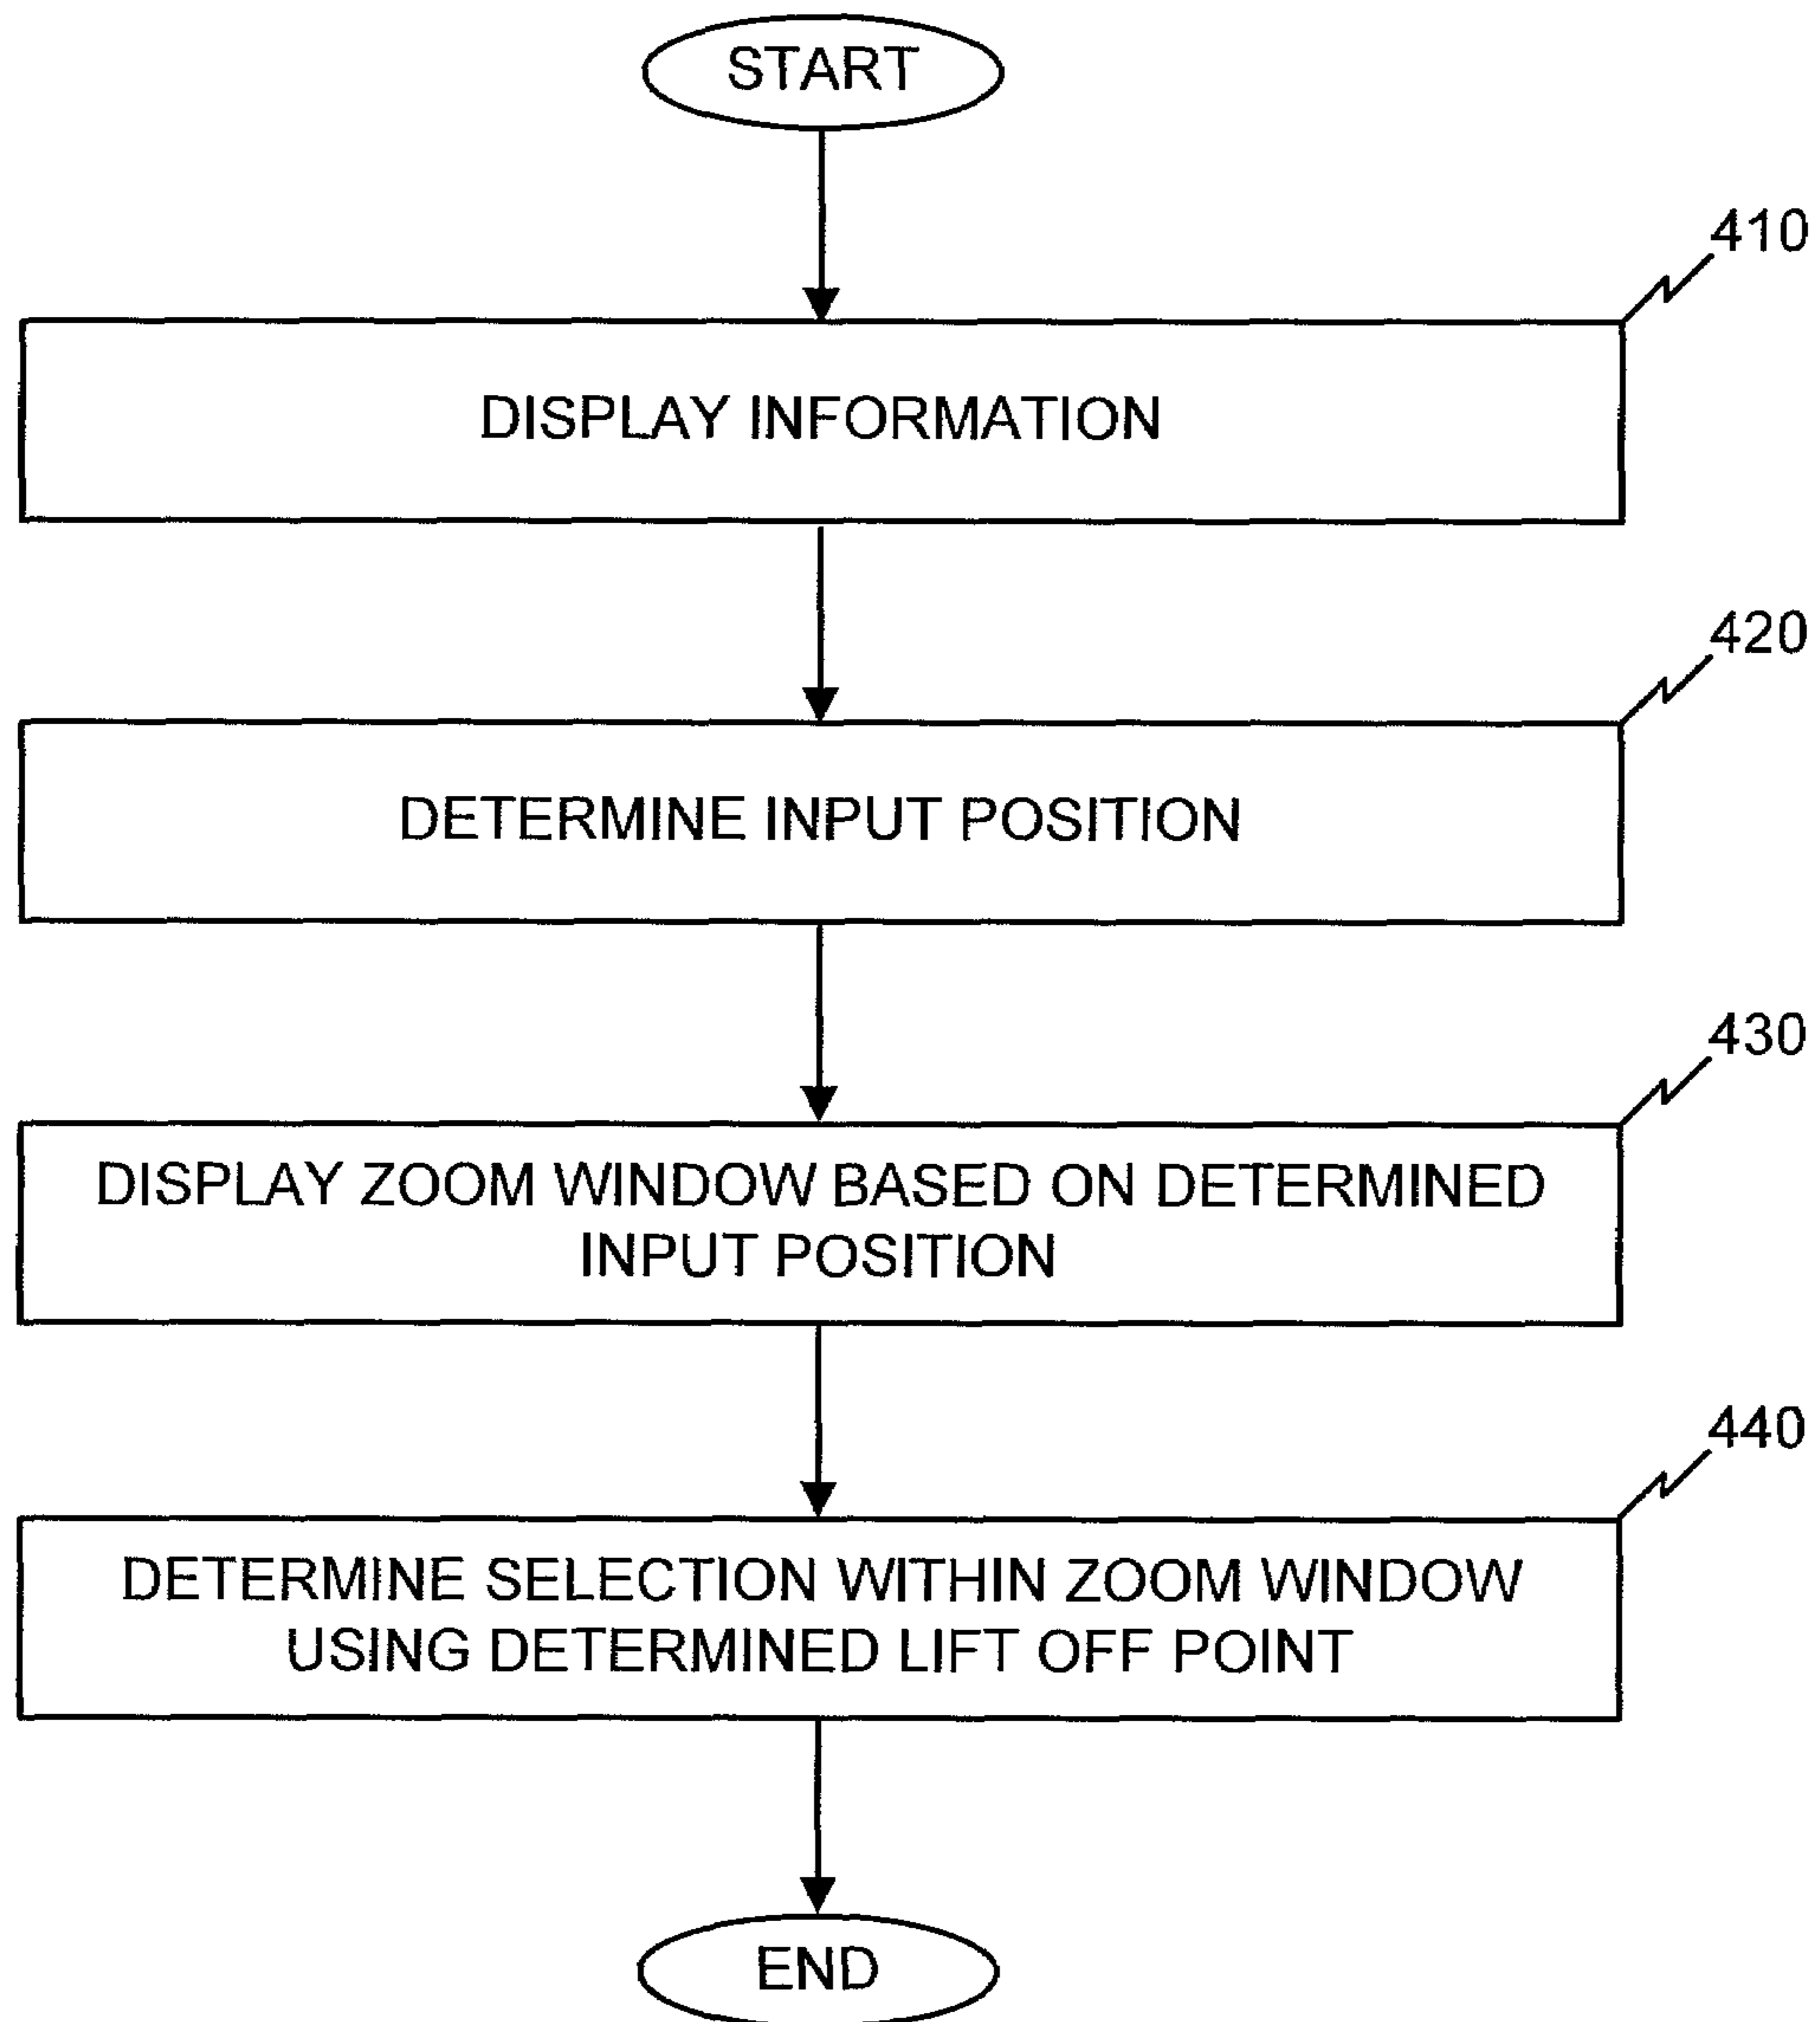 START
410
DISPLAY INFORMATION
420
DETERMINE INPUT POSITION
430
DISPLAY ZOOM WINDOW BASED ON DETERMINED
INPUT POSITION
440
DETERMINE SELECTION WITHIN ZOOM WINDOW
USING DETERMINED LIFT OFF POINT
END